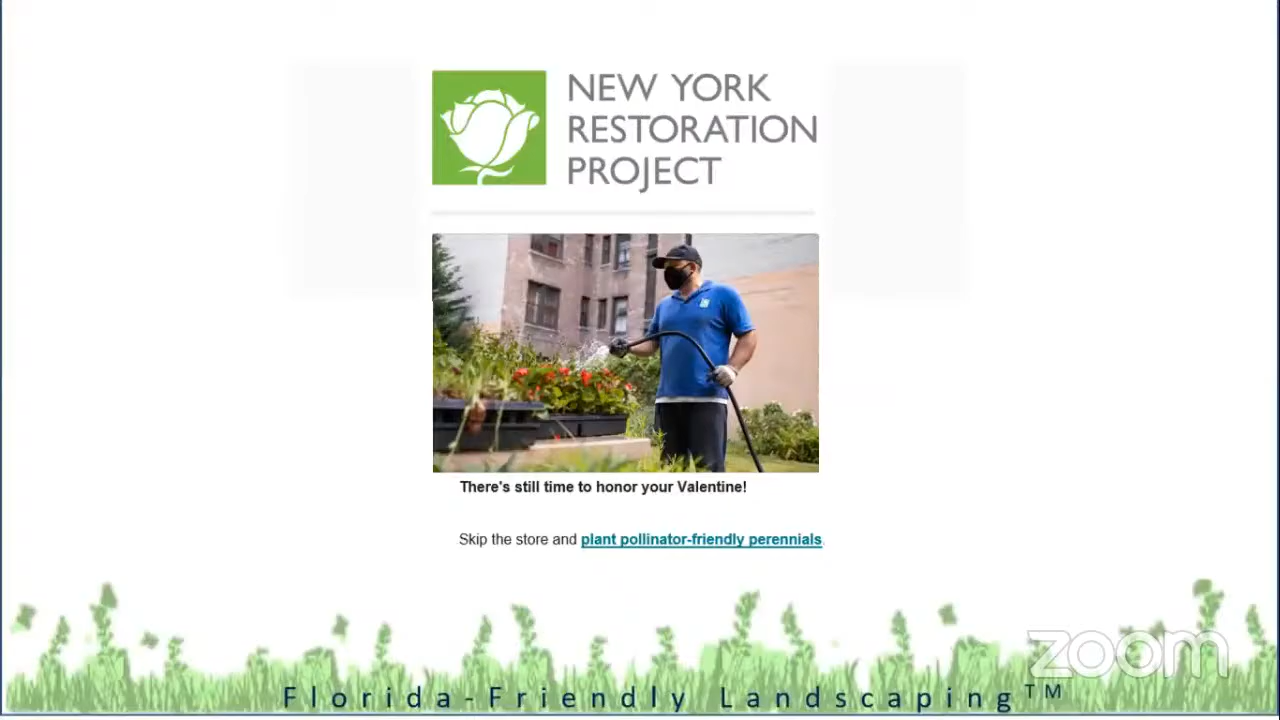 NEW YORK
RESTORATION
PROJECT
There's still time to honor your Valentine!
Skip the store and plant pollinator-friendly perennials
zoom
Florida-Friendly Landscaping™